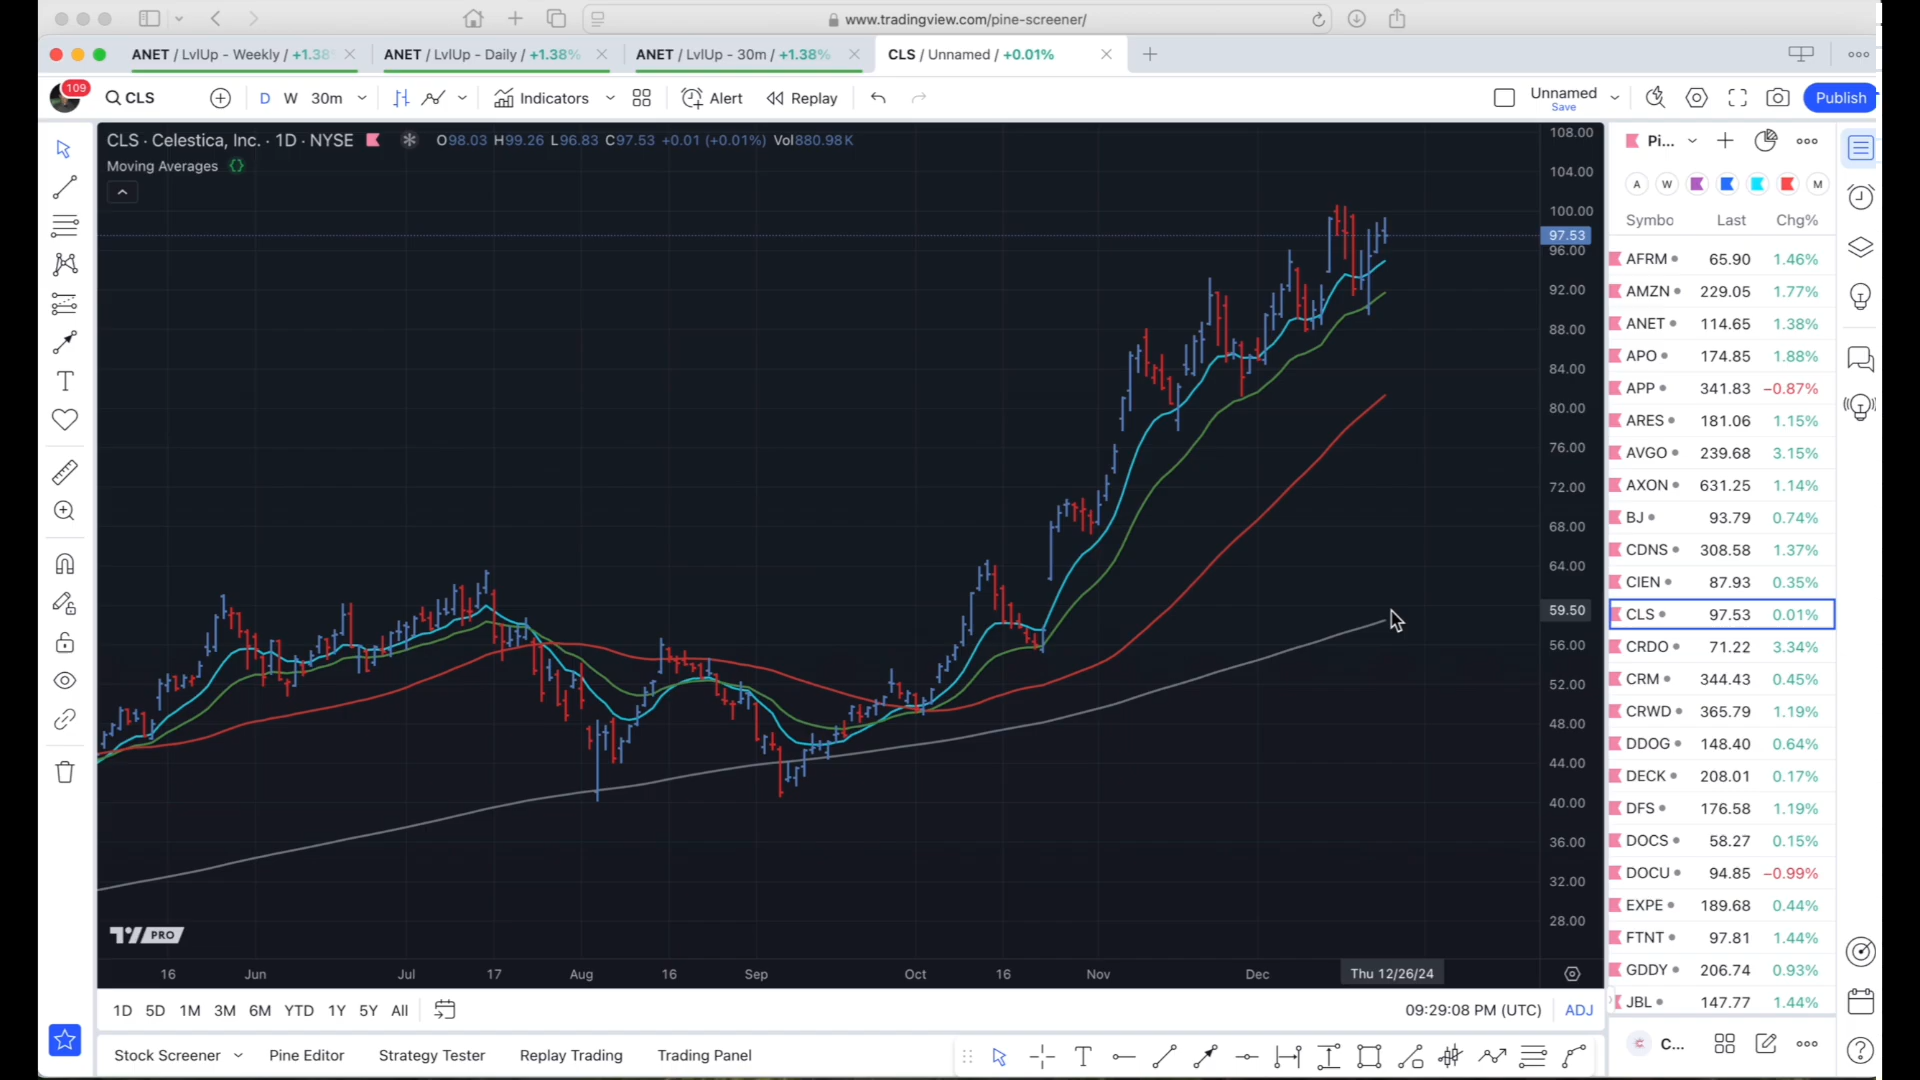 www.tradingview.com/pine-screener/
ANET / LvlUp - Weekly / +1.38
ANET / LvlUp - Daily / +1.38%
ANET / LvlUp - 30m / +1.38%
CLS / Unnamed / +0.01%
109
CLS
D
W
30m
Indicators
Alert
Replay
Unnamed
Save
Publish
CLS · Celestica, Inc. · 1D · NYSE
O98.03 H99.26 L96.83 C97.53 +0.01 (+0.01%) Vol880.98K
Moving Averages
108.00
104.00
100.00
97.53
96.00
92.00
88.00
84.00
80.00
76.00
72.00
68.00
64.00
59.50
56.00
52.00
48.00
44.00
40.00
36.00
32.00
28.00
PRO
16 Jun Jul 17 Aug 16 Sep Oct 16 Nov Dec Thu 12/26/24
1D 5D 1M 3M 6M YTD 1Y 5Y All
09:29:08 PM (UTC)
ADJ
Stock Screener
Pine Editor
Strategy Tester
Replay Trading
Trading Panel
Pi...
A W M
Symbo Last Chg%
AFRM 65.90 1.46%
AMZN 229.05 1.77%
ANET 114.65 1.38%
APO 174.85 1.88%
APP 341.83 −0.87%
ARES 181.06 1.15%
AVGO 239.68 3.15%
AXON 631.25 1.14%
BJ 93.79 0.74%
CDNS 308.58 1.37%
CIEN 87.93 0.35%
CLS 97.53 0.01%
CRDO 71.22 3.34%
CRM 344.43 0.45%
CRWD 365.79 1.19%
DDOG 148.40 0.64%
DECK 208.01 0.17%
DFS 176.58 1.19%
DOCS 58.27 0.15%
DOCU 94.85 −0.99%
EXPE 189.68 0.44%
FTNT 97.81 1.44%
GDDY 206.74 0.93%
JBL 147.77 1.44%
C...